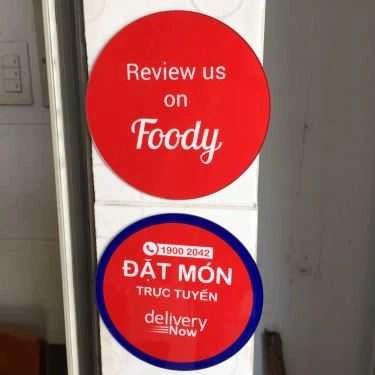 Review us
on
Foody
1900 2042
ĐẶT MÓN
TRỰC TUYẾN
delivery
Now